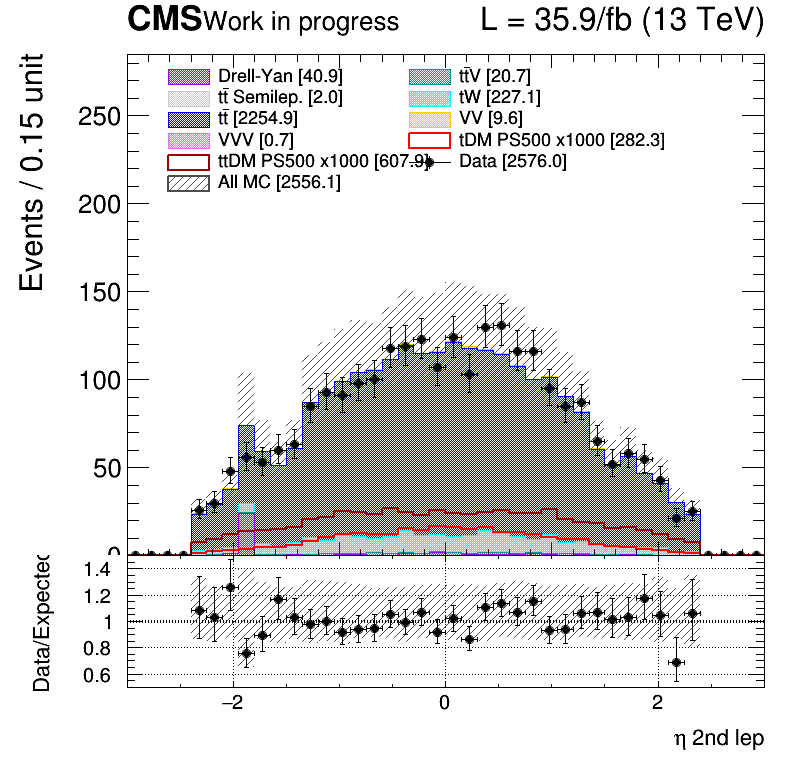 CMS Work in progress L = 35.9/fb (13 TeV)
Events / 0.15 unit
Drell-Yan [40.9] tt̄V [20.7]
tt̄ Semilep. [2.0] tW [227.1]
tt̄ [2254.9] VV [9.6]
VVV [0.7] tDM PS500 x1000 [282.3]
ttDM PS500 x1000 [607.9] Data [2576.0]
All MC [2556.1]
250
200
150
100
50
0
Data/Expected
1.4
1.2
1
0.8
0.6
−2 0 2
η 2nd lep